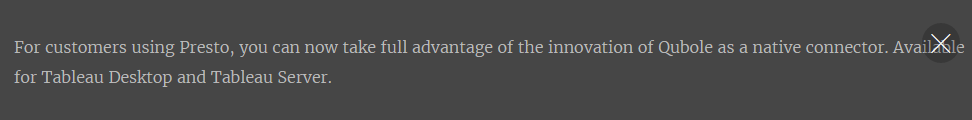 For customers using Presto, you can now take full advantage of the innovation of Qubole as a native connector. Available
for Tableau Desktop and Tableau Server.